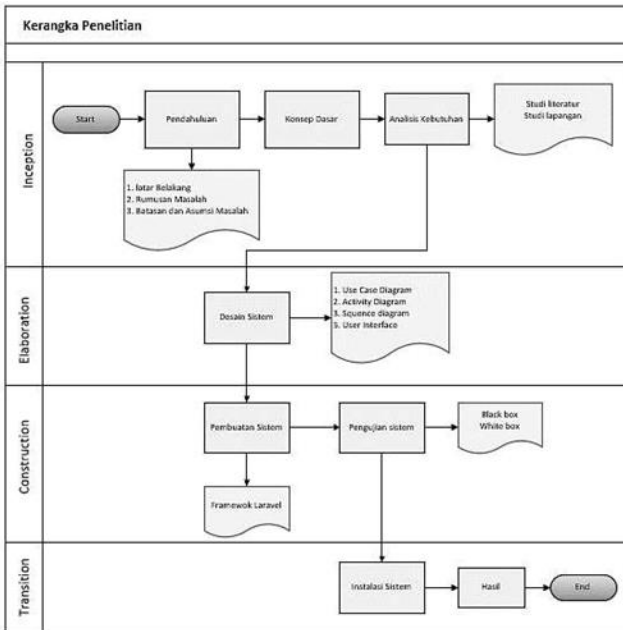 Kerangka Penelitian
Inception
Start
Pendahuluan
Konsep Dasar
Analisis Kebutuhan
Studi literatur
Studi lapangan
1. latar Belakang
2. Rumusan Masalah
3. Batasan dan Asumsi Masalah
Elaboration
Desain Sistem
1. Use Case Diagram
2. Activity Diagram
3. Squence diagram
5. User Interface
Construction
Pembuatan Sistem
Pengujian sistem
Black box
White box
Framewok Laravel
Transition
Instalasi Sistem
Hasil
End